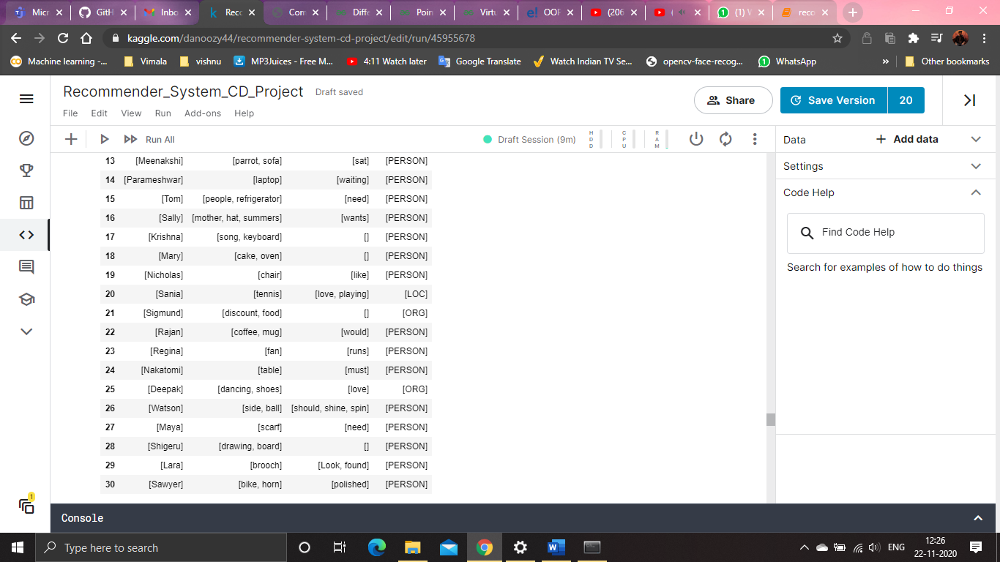 Micr GitH Inbo Reco Com Diffe Poin Virtu OOP (206 (1) W reco
kaggle.com/danoozy44/recommender-system-cd-project/edit/run/45955678
Machine learning -... Vimala vishnu MP3Juices - Free M... 4:11 Watch later Google Translate Watch Indian TV Se... opencv-face-recog... WhatsApp » Other bookmarks
Recommender_System_CD_Project Draft saved
File Edit View Run Add-ons Help
Share Save Version 20
Run All Draft Session (9m) HDD CPU RAM
Data + Add data
Settings
Code Help
Find Code Help
Search for examples of how to do things
13 [Meenakshi] [parrot, sofa] [sat] [PERSON]
14 [Parameshwar] [laptop] [waiting] [PERSON]
15 [Tom] [people, refrigerator] [need] [PERSON]
16 [Sally] [mother, hat, summers] [wants] [PERSON]
17 [Krishna] [song, keyboard] [] [PERSON]
18 [Mary] [cake, oven] [] [PERSON]
19 [Nicholas] [chair] [like] [PERSON]
20 [Sania] [tennis] [love, playing] [LOC]
21 [Sigmund] [discount, food] [] [ORG]
22 [Rajan] [coffee, mug] [would] [PERSON]
23 [Regina] [fan] [runs] [PERSON]
24 [Nakatomi] [table] [must] [PERSON]
25 [Deepak] [dancing, shoes] [love] [ORG]
26 [Watson] [side, ball] [should, shine, spin] [PERSON]
27 [Maya] [scarf] [need] [PERSON]
28 [Shigeru] [drawing, board] [] [PERSON]
29 [Lara] [brooch] [Look, found] [PERSON]
30 [Sawyer] [bike, horn] [polished] [PERSON]
1
Console
Type here to search
ENG
12:26
22-11-2020